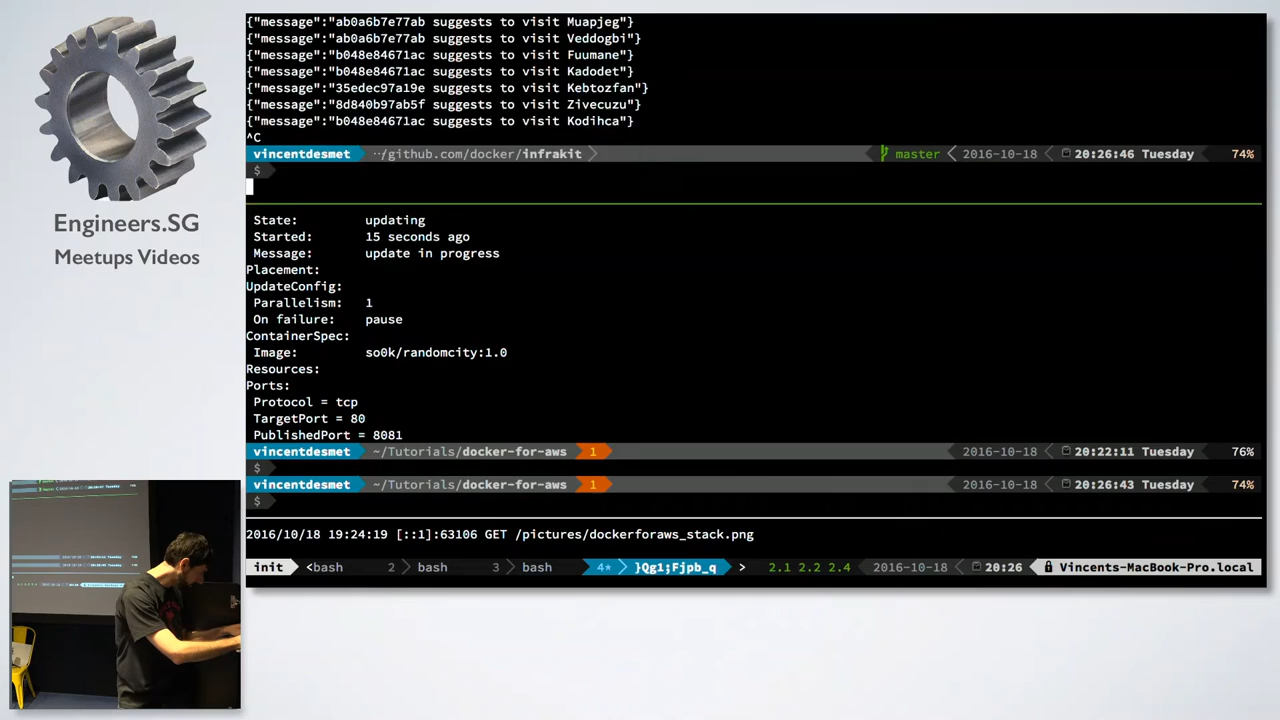 Engineers.SG
Meetups Videos
{"message":"ab0a6b7e77ab suggests to visit Muapjeg"}
{"message":"ab0a6b7e77ab suggests to visit Veddogbi"}
{"message":"b048e84671ac suggests to visit Fuumane"}
{"message":"b048e84671ac suggests to visit Kadodet"}
{"message":"35edec97a19e suggests to visit Kebtozfan"}
{"message":"8d840b97ab5f suggests to visit Zivecuzu"}
{"message":"b048e84671ac suggests to visit Kodihca"}
^C
vincentdesmet ··/github.com/docker/infrakit master 2016-10-18 20:26:46 Tuesday 74%
$
State: updating
Started: 15 seconds ago
Message: update in progress
Placement:
UpdateConfig:
Parallelism: 1
On failure: pause
ContainerSpec:
Image: so0k/randomcity:1.0
Resources:
Ports:
Protocol = tcp
TargetPort = 80
PublishedPort = 8081
vincentdesmet ~/Tutorials/docker-for-aws 1 2016-10-18 20:22:11 Tuesday 76%
$
vincentdesmet ~/Tutorials/docker-for-aws 1 2016-10-18 20:26:43 Tuesday 74%
$
2016/10/18 19:24:19 [::1]:63106 GET /pictures/dockerforaws_stack.png
init <bash 2 > bash 3 > bash 4* > }Qg1;Fjpb_q > 2.1 2.2 2.4 < 2016-10-18 < 20:26 Vincents-MacBook-Pro.local